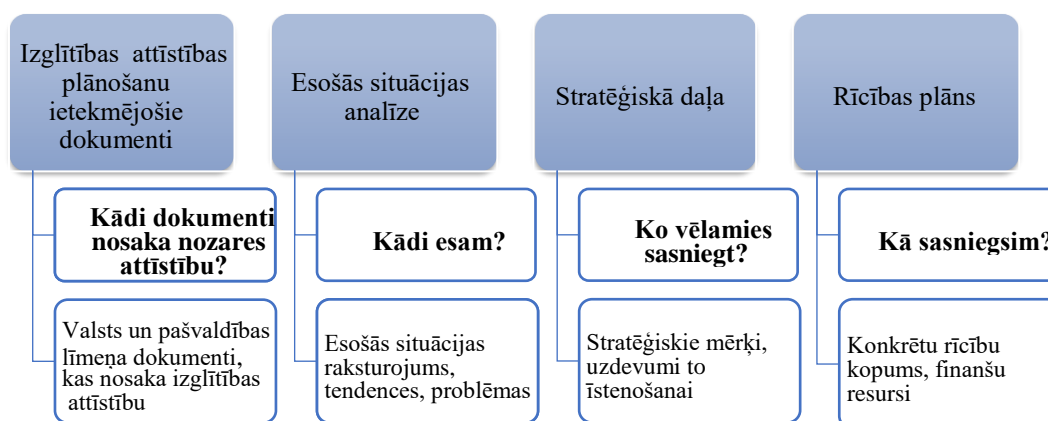 Izglītības attīstības
plānošanu
ietekmējošie
dokumenti
Kādi dokumenti
nosaka nozares
attīstību?
Valsts un pašvaldības
līmeņa dokumenti,
kas nosaka izglītības
attīstību
Esošās situācijas
analīze
Kādi esam?
Esošās situācijas
raksturojums,
tendences, problēmas
Stratēģiskā daļa
Ko vēlamies
sasniegt?
Stratēģiskie mērķi,
uzdevumi to
īstenošanai
Rīcības plāns
Kā sasniegsim?
Konkrētu rīcību
kopums, finanšu
resursi